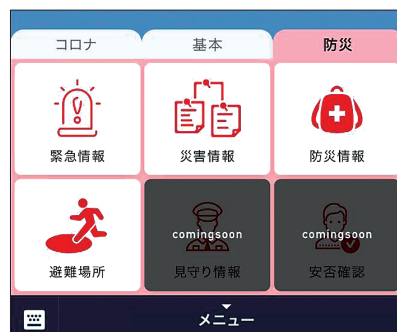 コロナ
基本
防災
緊急情報
災害情報
防災情報
避難場所
comingsoon
見守り情報
comingsoon
安否確認
メニュー